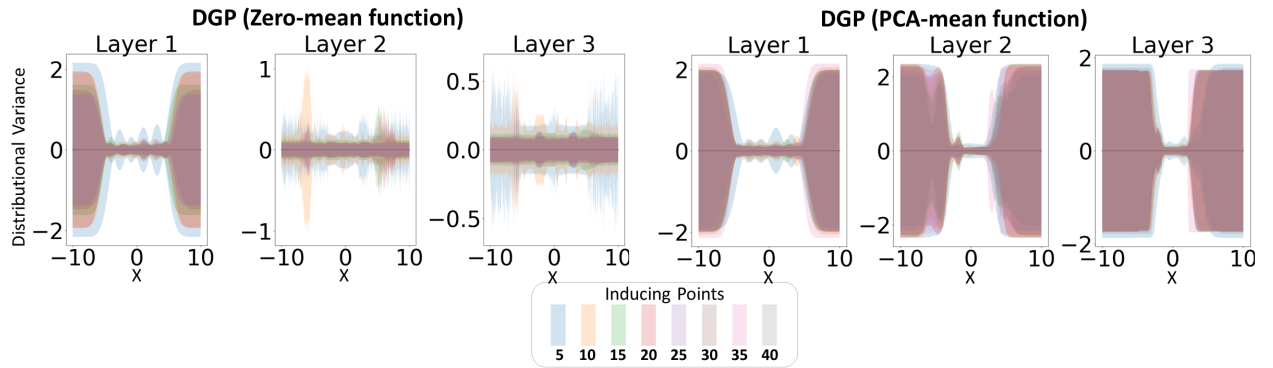 DGP (Zero-mean function)
DGP (PCA-mean function)
Layer 1
Layer 2
Layer 3
Layer 1
Layer 2
Layer 3
Distributional Variance
2
0
−2
−10 0 10
X
1
0
−1
−10 0 10
X
0.5
0.0
−0.5
−10 0 10
X
2
0
−2
−10 0 10
X
2
0
−2
−10 0 10
X
2
0
−2
−10 0 10
X
Inducing Points
5 10 15 20 25 30 35 40